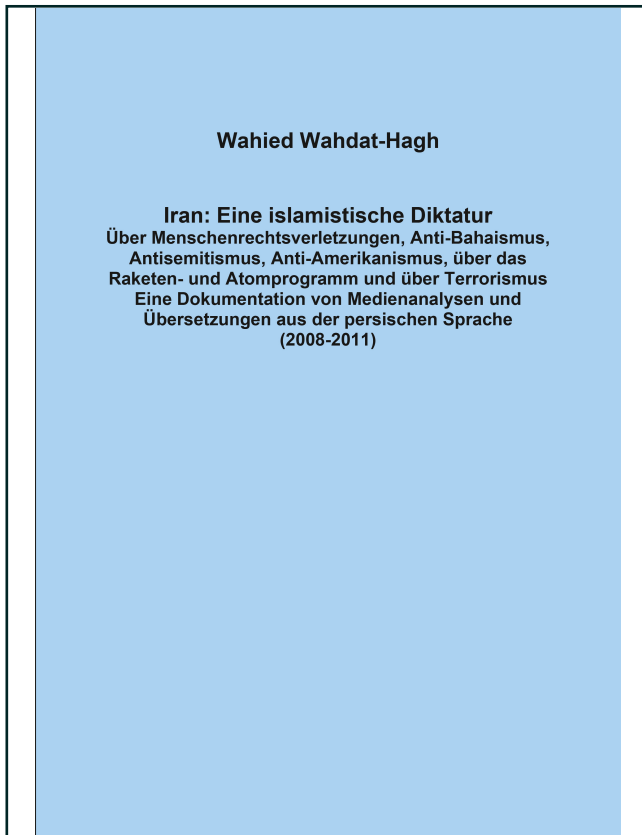 Wahied Wahdat-Hagh
Iran: Eine islamistische Diktatur
Über Menschenrechtsverletzungen, Anti-Bahaismus,
Antisemitismus, Anti-Amerikanismus, über das
Raketen- und Atomprogramm und über Terrorismus
Eine Dokumentation von Medienanalysen und
Übersetzungen aus der persischen Sprache
(2008-2011)